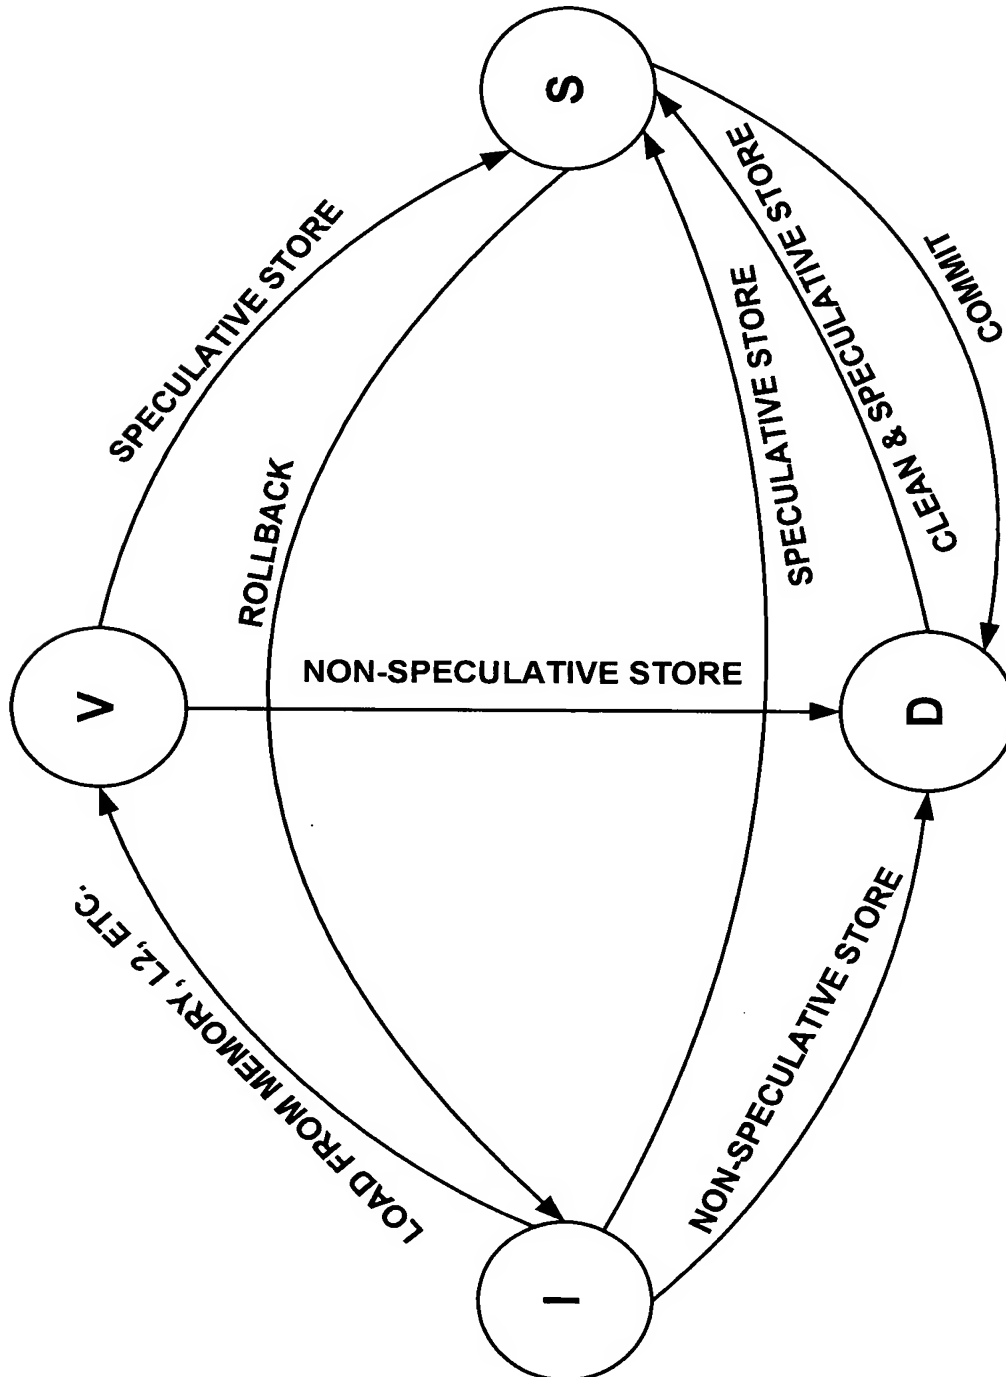 S
SPECULATIVE STORE
ROLLBACK
SPECULATIVE STORE
CLEAN & SPECULATIVE STORE
COMMIT
V
NON-SPECULATIVE STORE
D
LOAD FROM MEMORY, L2, ETC.
NON-SPECULATIVE STORE
I